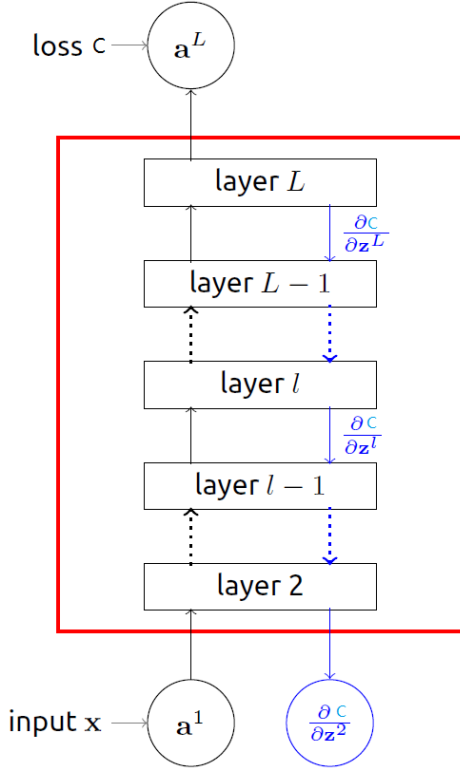 loss C
a^L
layer L
∂C/∂z^L
layer L − 1
layer l
∂C/∂z^l
layer l − 1
layer 2
input x
a^1
∂C/∂z^2